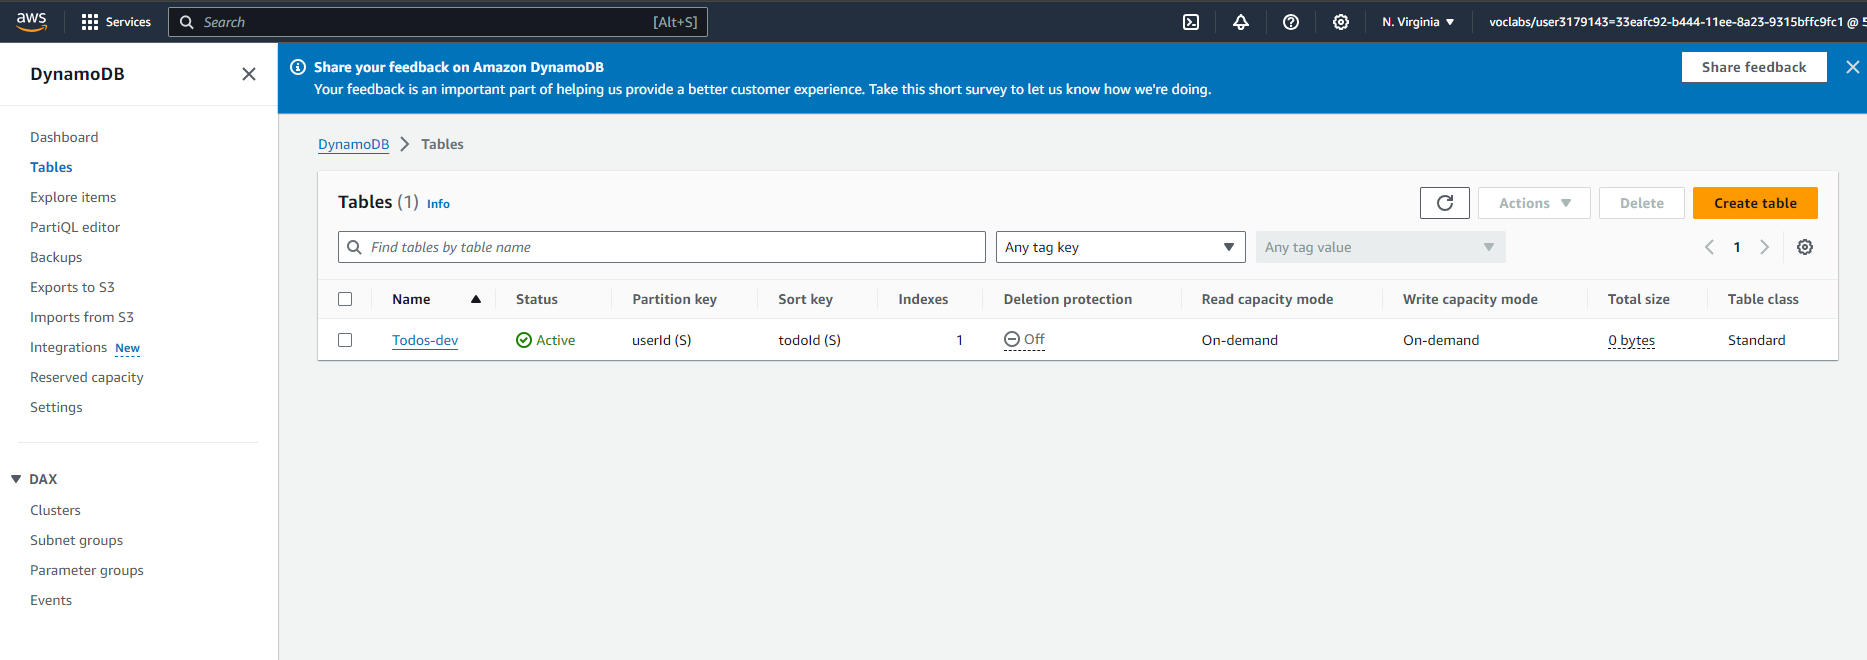 aws Services Search [Alt+S] N. Virginia voclabs/user3179143=33eafc92-b444-11ee-8a23-9315bffc9fc1 @ 5
DynamoDB
Dashboard
Tables
Explore items
PartiQL editor
Backups
Exports to S3
Imports from S3
Integrations New
Reserved capacity
Settings
DAX
Clusters
Subnet groups
Parameter groups
Events
Share your feedback on Amazon DynamoDB
Your feedback is an important part of helping us provide a better customer experience. Take this short survey to let us know how we're doing.
Share feedback
DynamoDB Tables
Tables (1) Info
Actions Delete Create table
Find tables by table name Any tag key Any tag value 1
Name Status Partition key Sort key Indexes Deletion protection Read capacity mode Write capacity mode Total size Table class
Todos-dev Active userId (S) todoId (S) 1 Off On-demand On-demand 0 bytes Standard